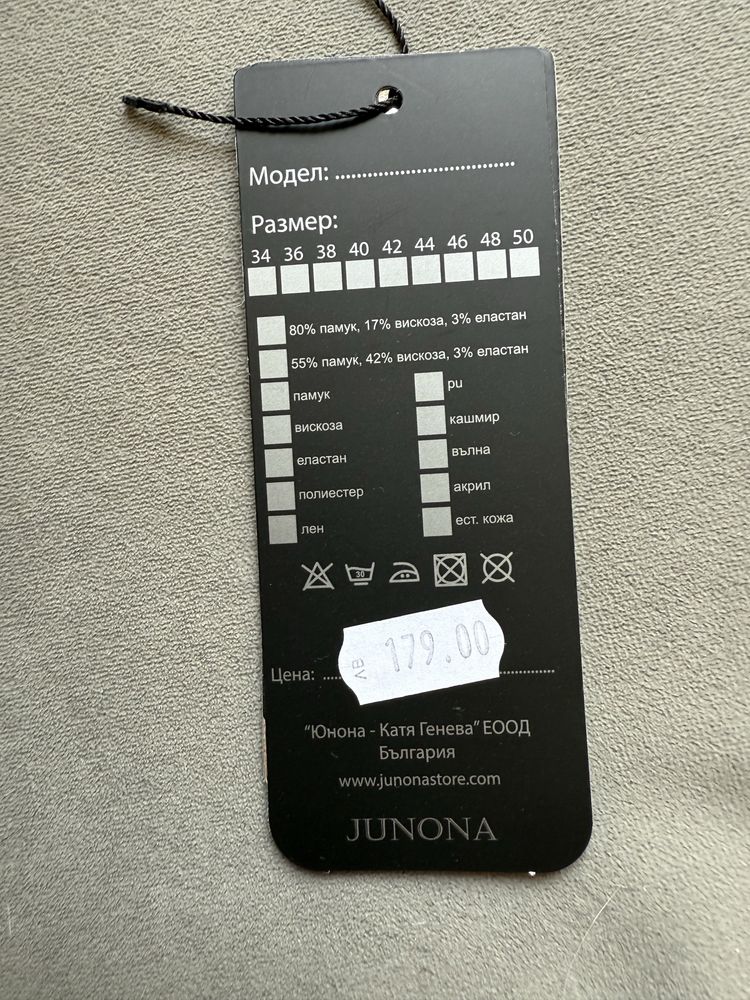 Модел: ................................
Размер:
34 36 38 40 42 44 46 48 50
80% памук, 17% вискоза, 3% еластан
55% памук, 42% вискоза, 3% еластан
памук
pu
вискоза
кашмир
еластан
вълна
полиестер
акрил
лен
ест. кожа
30
лв 179.00
Цена: ...............
"Юнона - Катя Генева" ЕООД
България
www.junonastore.com
JUNONA